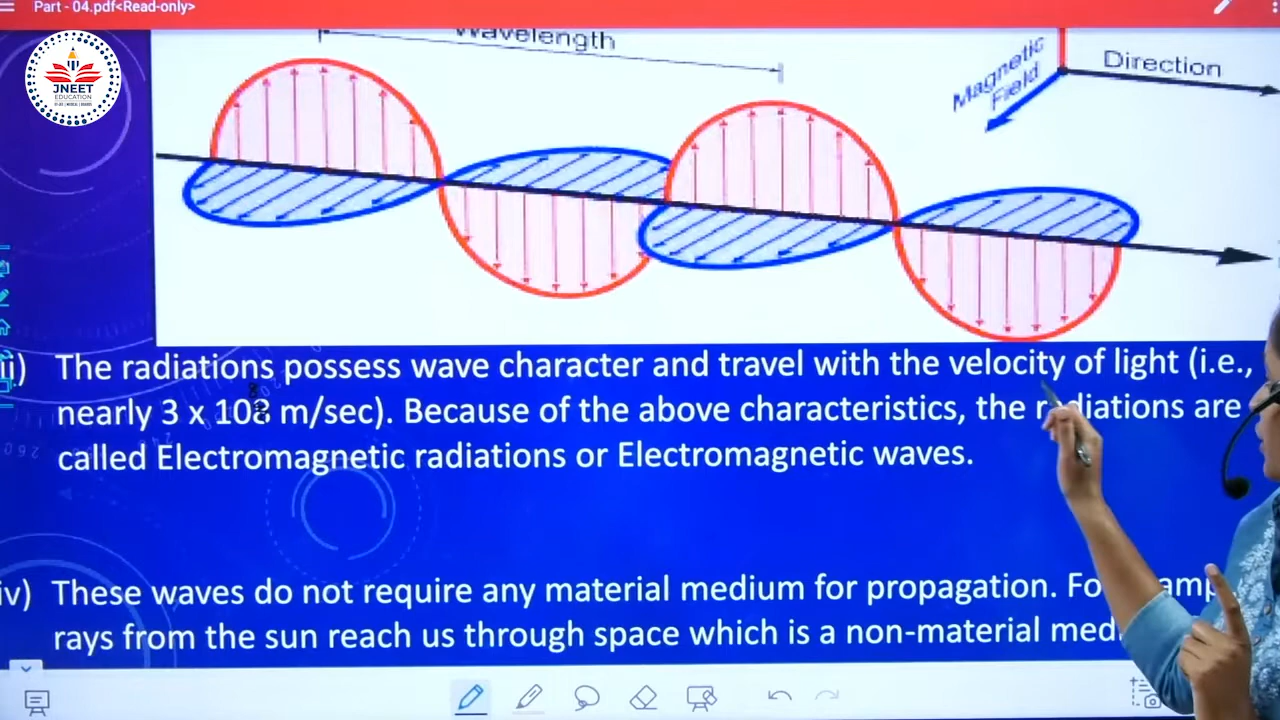 Part - 04.pdf<Read-only>
JNEET
EDUCATION
Wavelength
Magnetic
Field
Direction
ii) The radiations possess wave character and travel with the velocity of light (i.e.,
nearly 3 x 108 m/sec). Because of the above characteristics, the radiations are
called Electromagnetic radiations or Electromagnetic waves.
iv) These waves do not require any material medium for propagation. Fo
rays from the sun reach us through space which is a non-material med